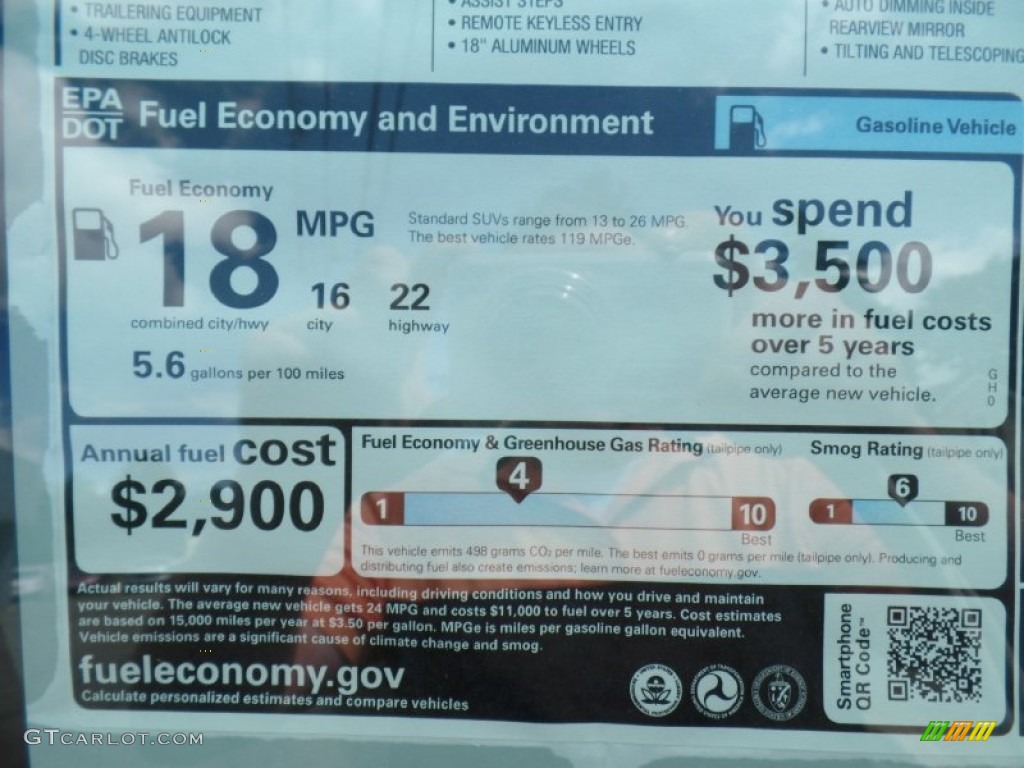 • TRAILERING EQUIPMENT
• 4-WHEEL ANTILOCK
DISC BRAKES
• ASSIST STEPS
• REMOTE KEYLESS ENTRY
• 18" ALUMINUM WHEELS
• AUTO DIMMING INSIDE
REARVIEW MIRROR
• TILTING AND TELESCOPING
EPA
DOT
Fuel Economy and Environment
Gasoline Vehicle
Fuel Economy
18 MPG
combined city/hwy
16
city
22
highway
5.6 gallons per 100 miles
Standard SUVs range from 13 to 26 MPG.
The best vehicle rates 119 MPGe.
You spend
$3,500
more in fuel costs
over 5 years
compared to the
average new vehicle.
G
H
0
Annual fuel cost
$2,900
Fuel Economy & Greenhouse Gas Rating (tailpipe only)
4
1
10
Best
Smog Rating (tailpipe only)
6
1
10
Best
This vehicle emits 498 grams CO₂ per mile. The best emits 0 grams per mile (tailpipe only). Producing and
distributing fuel also create emissions; learn more at fueleconomy.gov.
Actual results will vary for many reasons, including driving conditions and how you drive and maintain
your vehicle. The average new vehicle gets 24 MPG and costs $11,000 to fuel over 5 years. Cost estimates
are based on 15,000 miles per year at $3.50 per gallon. MPGe is miles per gasoline gallon equivalent.
Vehicle emissions are a significant cause of climate change and smog.
fueleconomy.gov
Calculate personalized estimates and compare vehicles
Smartphone
QR Code™
GTCARLOT.COM